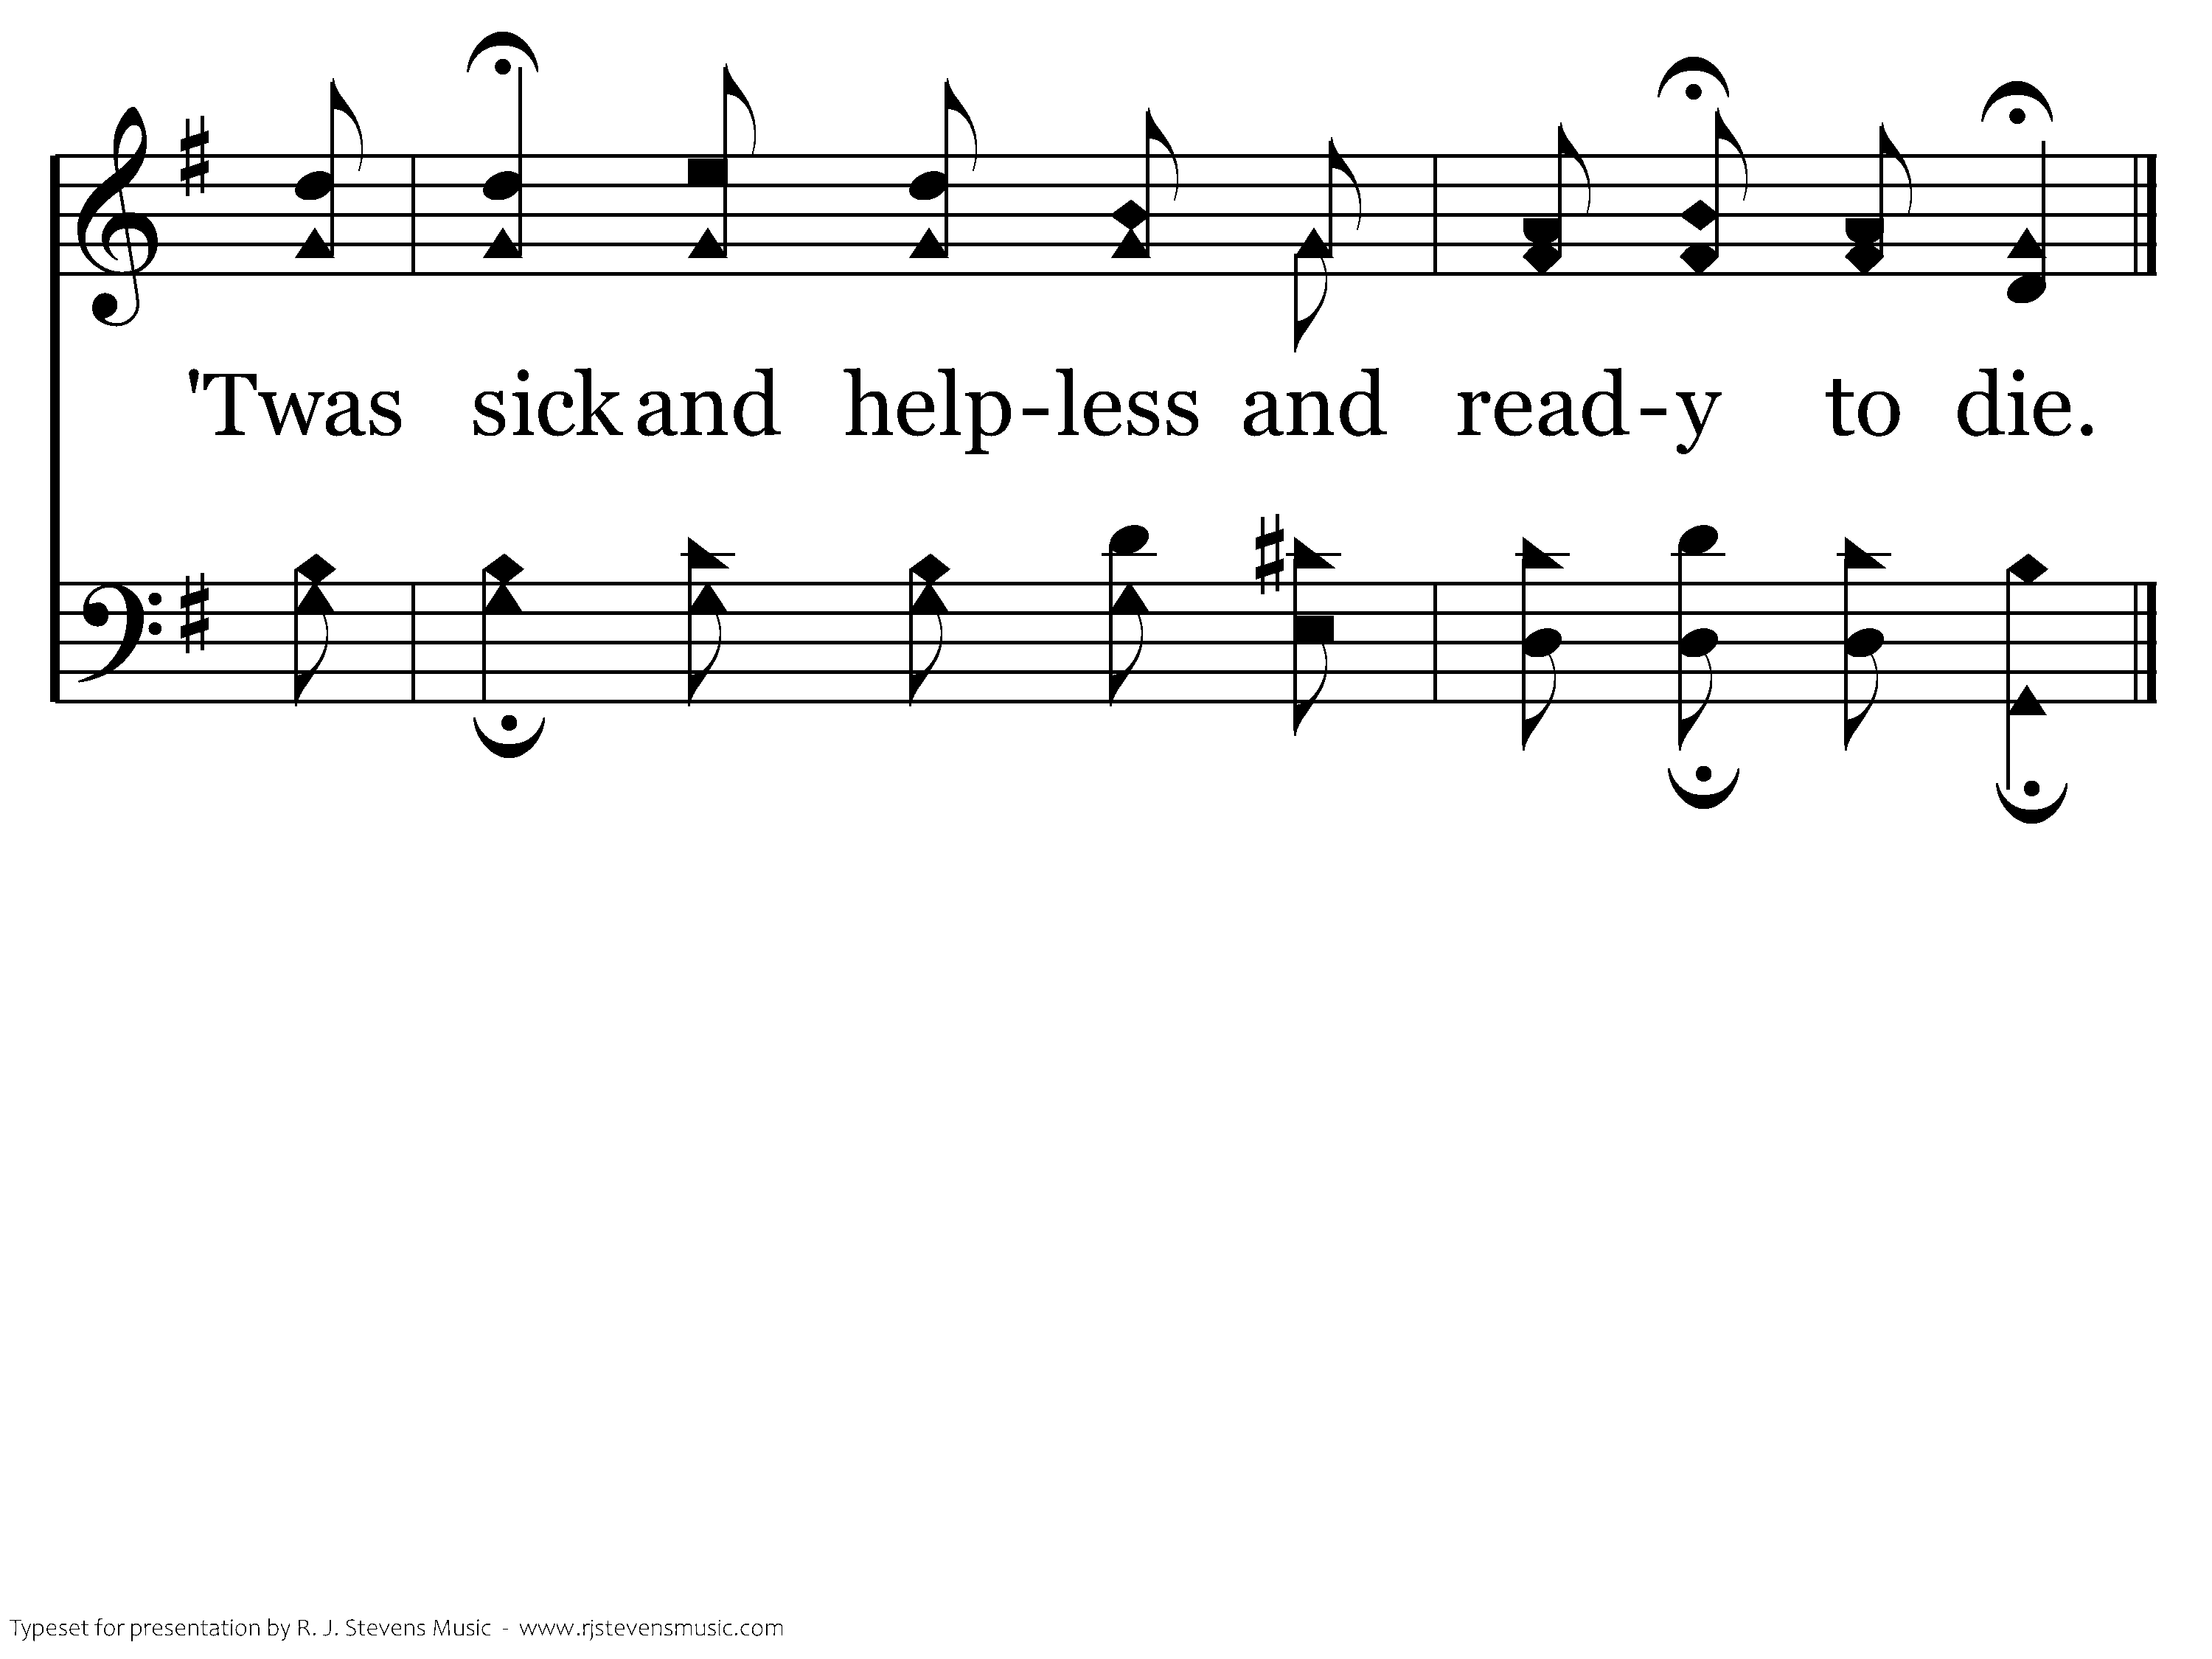 'Twas sick and help-less and read-y to die.
Typeset for presentation by R. J. Stevens Music - www.rjstevensmusic.com